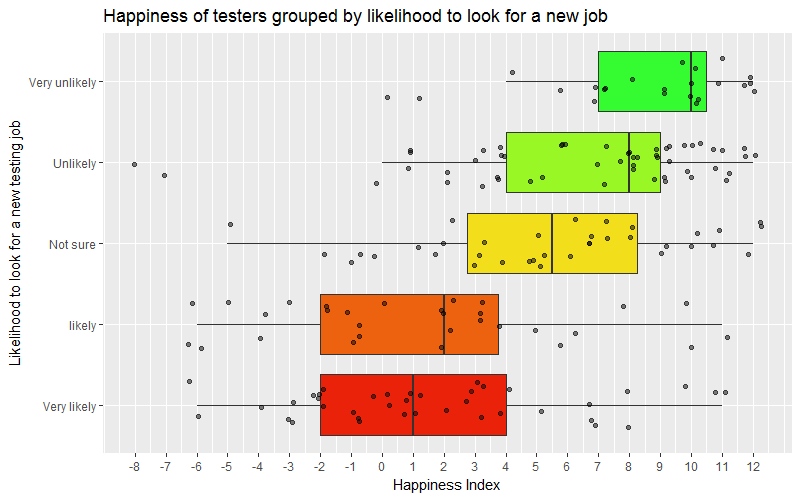 Happiness of testers grouped by likelihood to look for a new job
Likelihood to look for a new testing job
Very unlikely
Unlikely
Not sure
likely
Very likely
-8 -7 -6 -5 -4 -3 -2 -1 0 1 2 3 4 5 6 7 8 9 10 11 12
Happiness Index